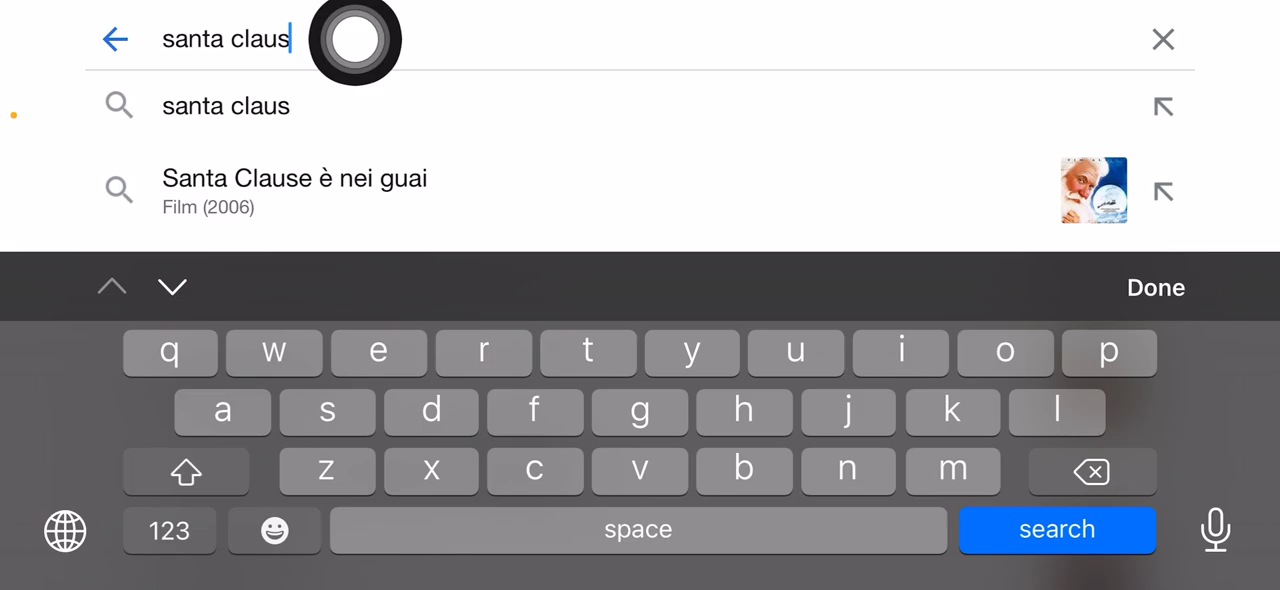 santa claus
santa claus
Santa Clause è nei guai
Film (2006)
Done
q w e r t y u i o p
a s d f g h j k l
z x c v b n m
123 space search